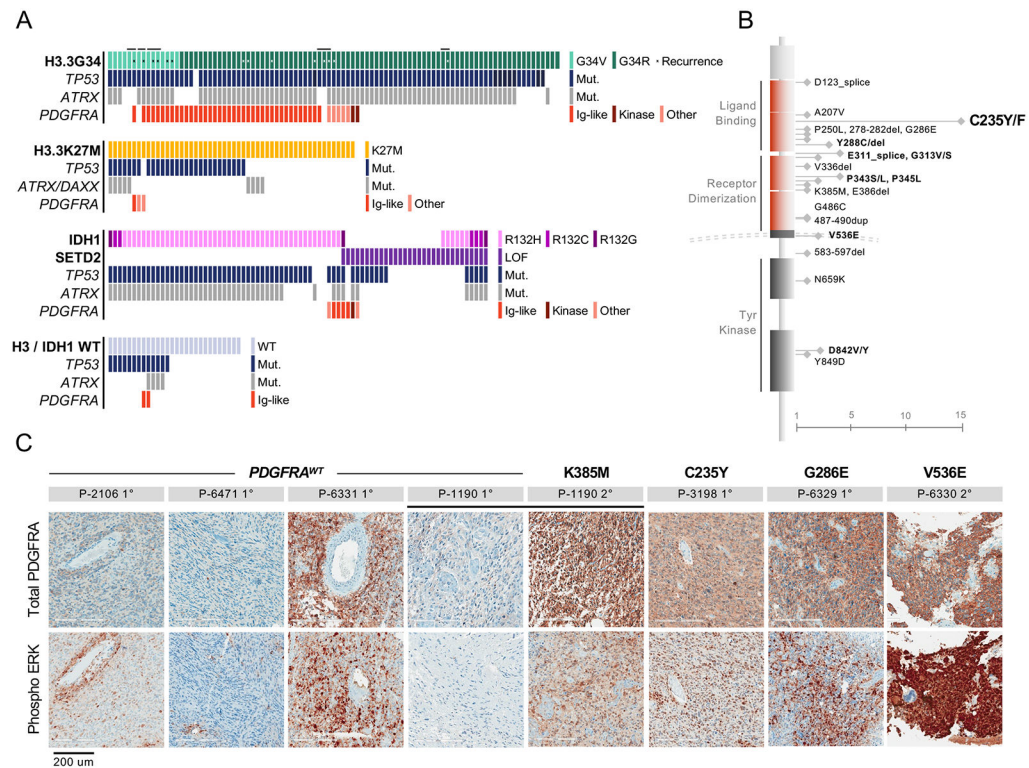 A
H3.3G34
G34V G34R • Recurrence
TP53
Mut.
ATRX
Mut.
PDGFRA
Ig-like Kinase Other
H3.3K27M
K27M
TP53
Mut.
ATRX/DAXX
Mut.
PDGFRA
Ig-like Other
IDH1
R132H R132C R132G
SETD2
LOF
TP53
Mut.
ATRX
Mut.
PDGFRA
Ig-like Kinase Other
H3 / IDH1 WT
WT
TP53
Mut.
ATRX
Mut.
PDGFRA
Ig-like
B
Ligand
Binding
Receptor
Dimerization
Tyr
Kinase
D123_splice
A207V
C235Y/F
P250L, 278-282del, G286E
Y288C/del
E311_splice, G313V/S
V336del
P343S/L, P345L
K385M, E386del
G486C
487-490dup
V536E
583-597del
N659K
D842V/Y
Y849D
1 5 10 15
C
PDGFRAWT K385M C235Y G286E V536E
P-2106 1° P-6471 1° P-6331 1° P-1190 1° P-1190 2° P-3198 1° P-6329 1° P-6330 2°
Total PDGFRA
Phospho ERK
200 um